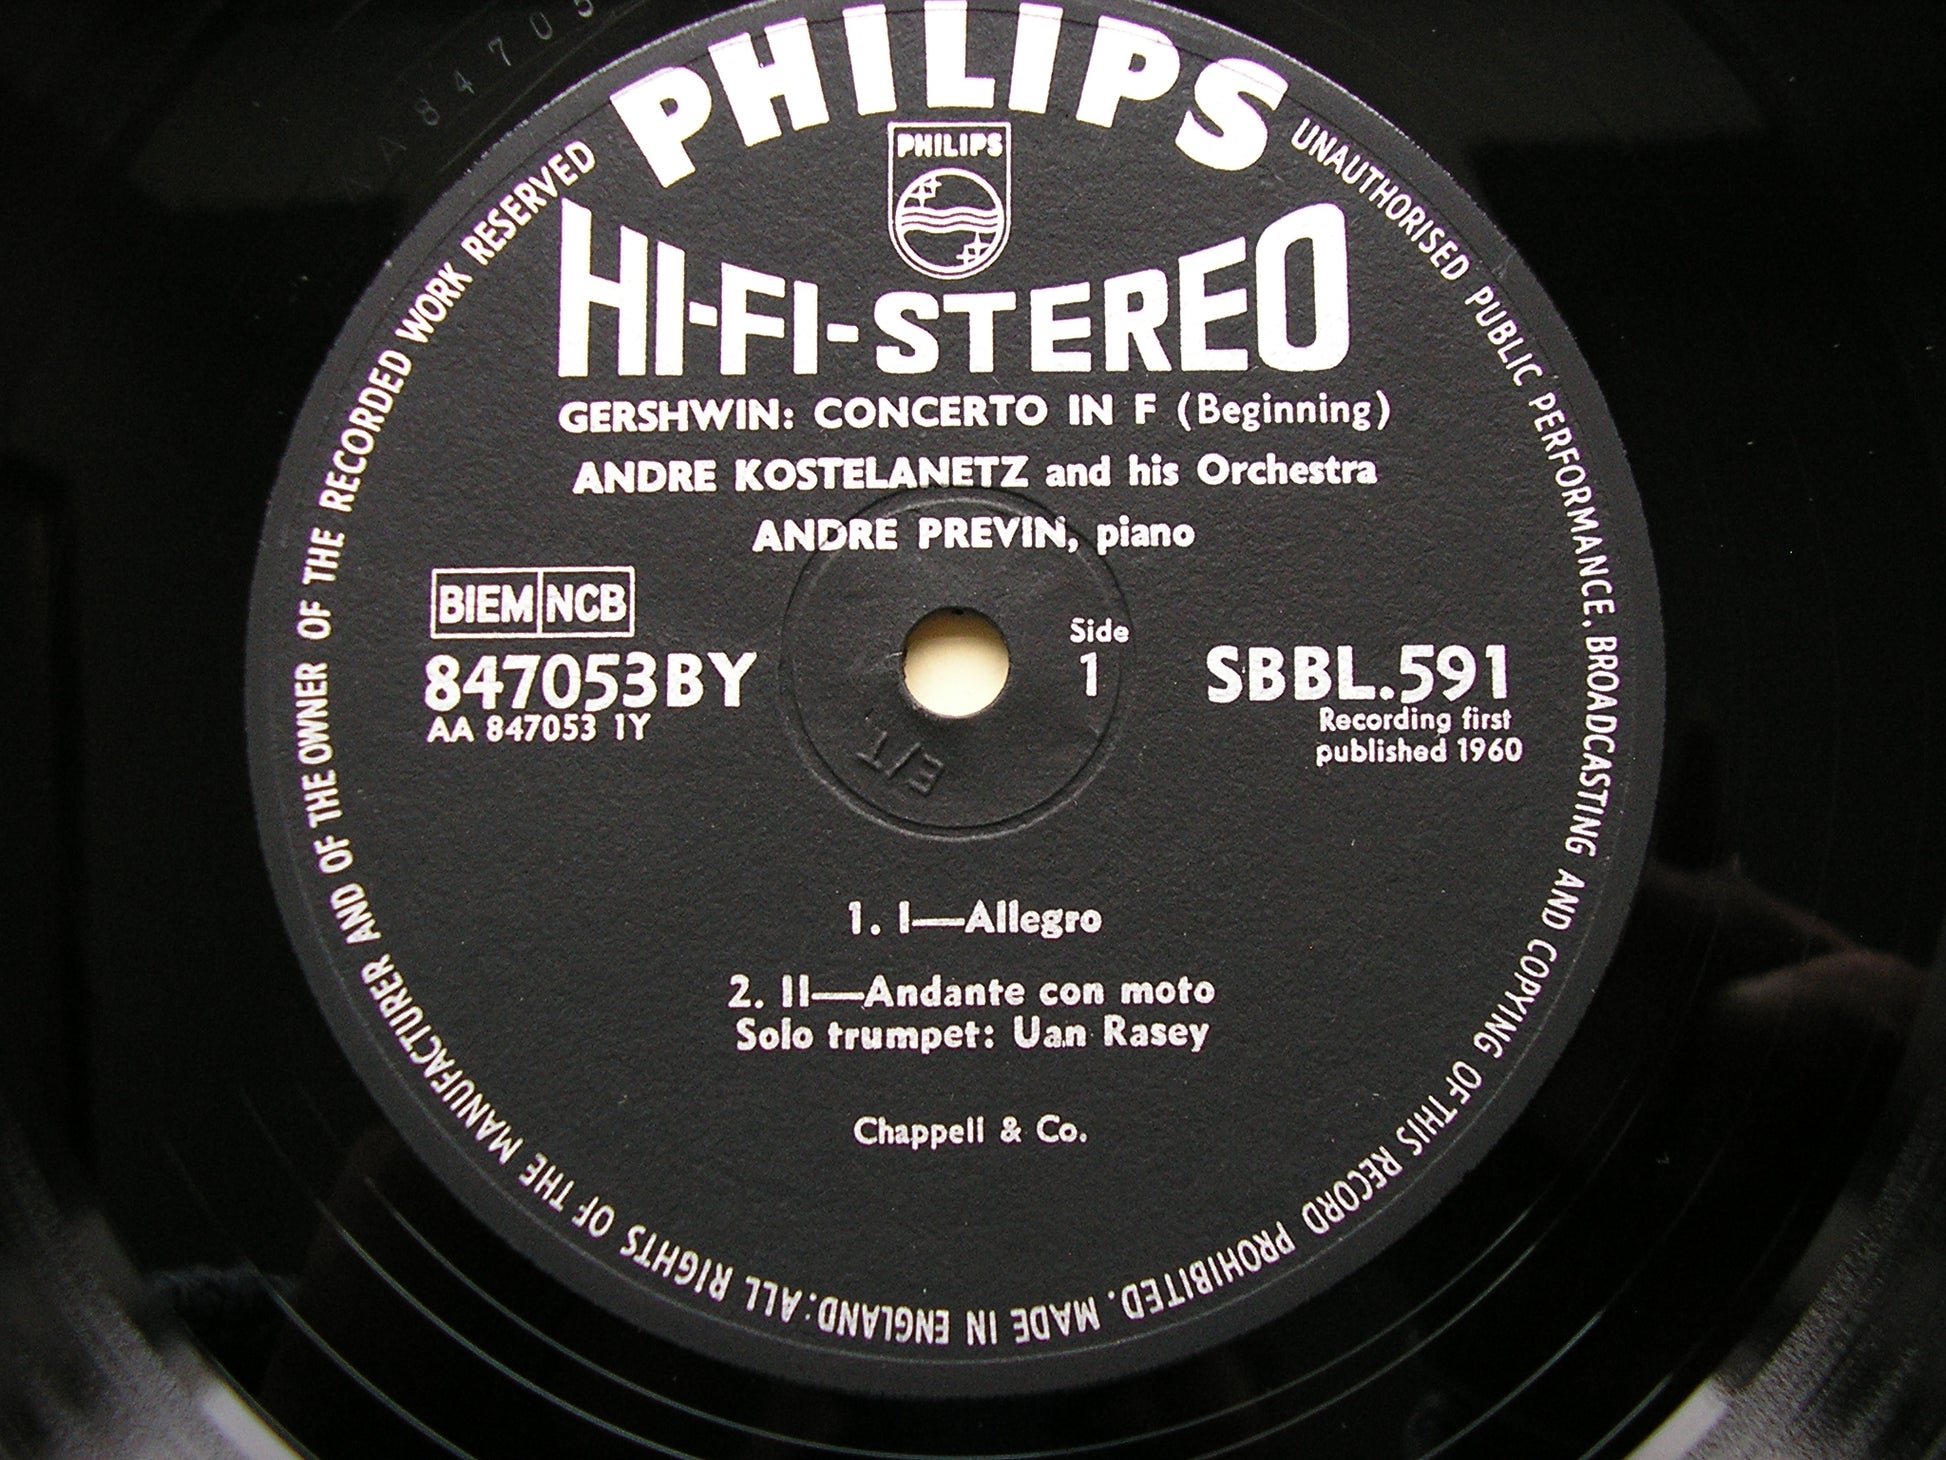 PHILIPS
PHILIPS
HI-FI-STEREO
GERSHWIN: CONCERTO IN F (Beginning)
ANDRE KOSTELANETZ and his Orchestra
ANDRE PREVIN, piano
BIEM NCB
847053 BY
AA 847053 1Y
Side
1
SBBL.591
Recording first
published 1960
E/T
1. I—Allegro
2. II—Andante con moto
Solo trumpet: Uan Rasey
Chappell & Co.
ALL RIGHTS OF THE MANUFACTURER AND OF THE OWNER OF THE RECORDED WORK RESERVED
UNAUTHORISED PUBLIC PERFORMANCE, BROADCASTING AND COPYING OF THIS RECORD PROHIBITED. MADE IN ENGLAND: